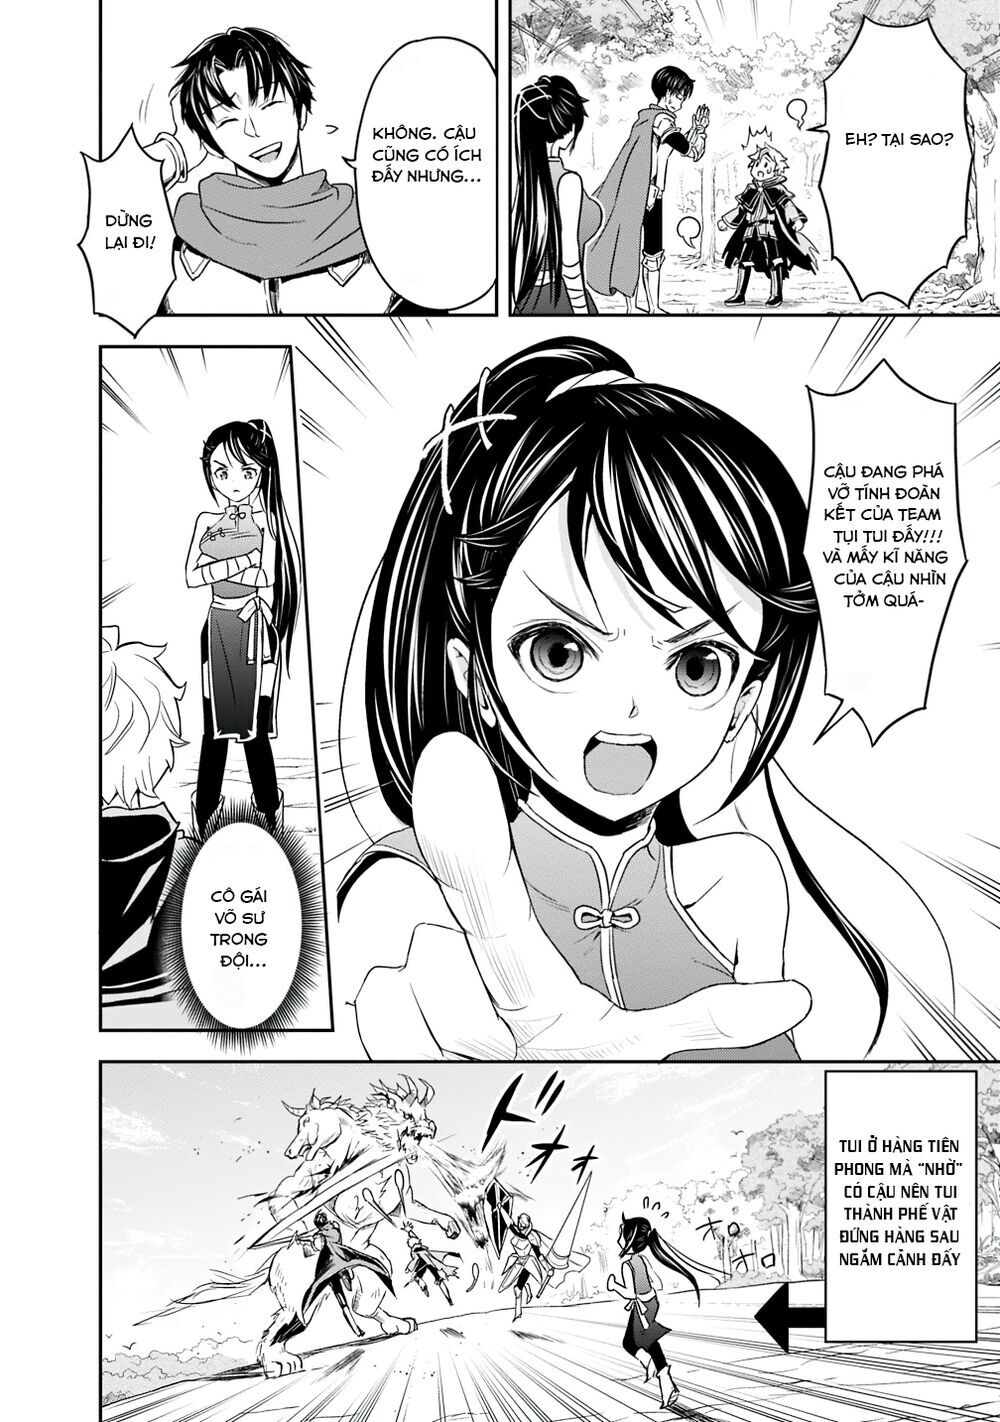 EH? TẠI SAO?
KHÔNG. CẬU
CŨNG CÓ ÍCH
ĐẤY NHƯNG...
DỪNG
LẠI ĐI!
CẬU ĐANG PHÁ
VỠ TÍNH ĐOÀN
KẾT CỦA TEAM
TỤI TUI ĐẤY!!!
VÀ MẤY KĨ NĂNG
CỦA CẬU NHÌN
TỞM QUÁ-
CÔ GÁI
VÕ SƯ
TRONG
ĐỘI...
TUI Ở HÀNG TIÊN
PHONG MÀ "NHỜ"
CÓ CẬU NÊN TUI
THÀNH PHẾ VẬT
ĐỨNG HÀNG SAU
NGẮM CẢNH ĐẤY
ドドド
オロ
オロ